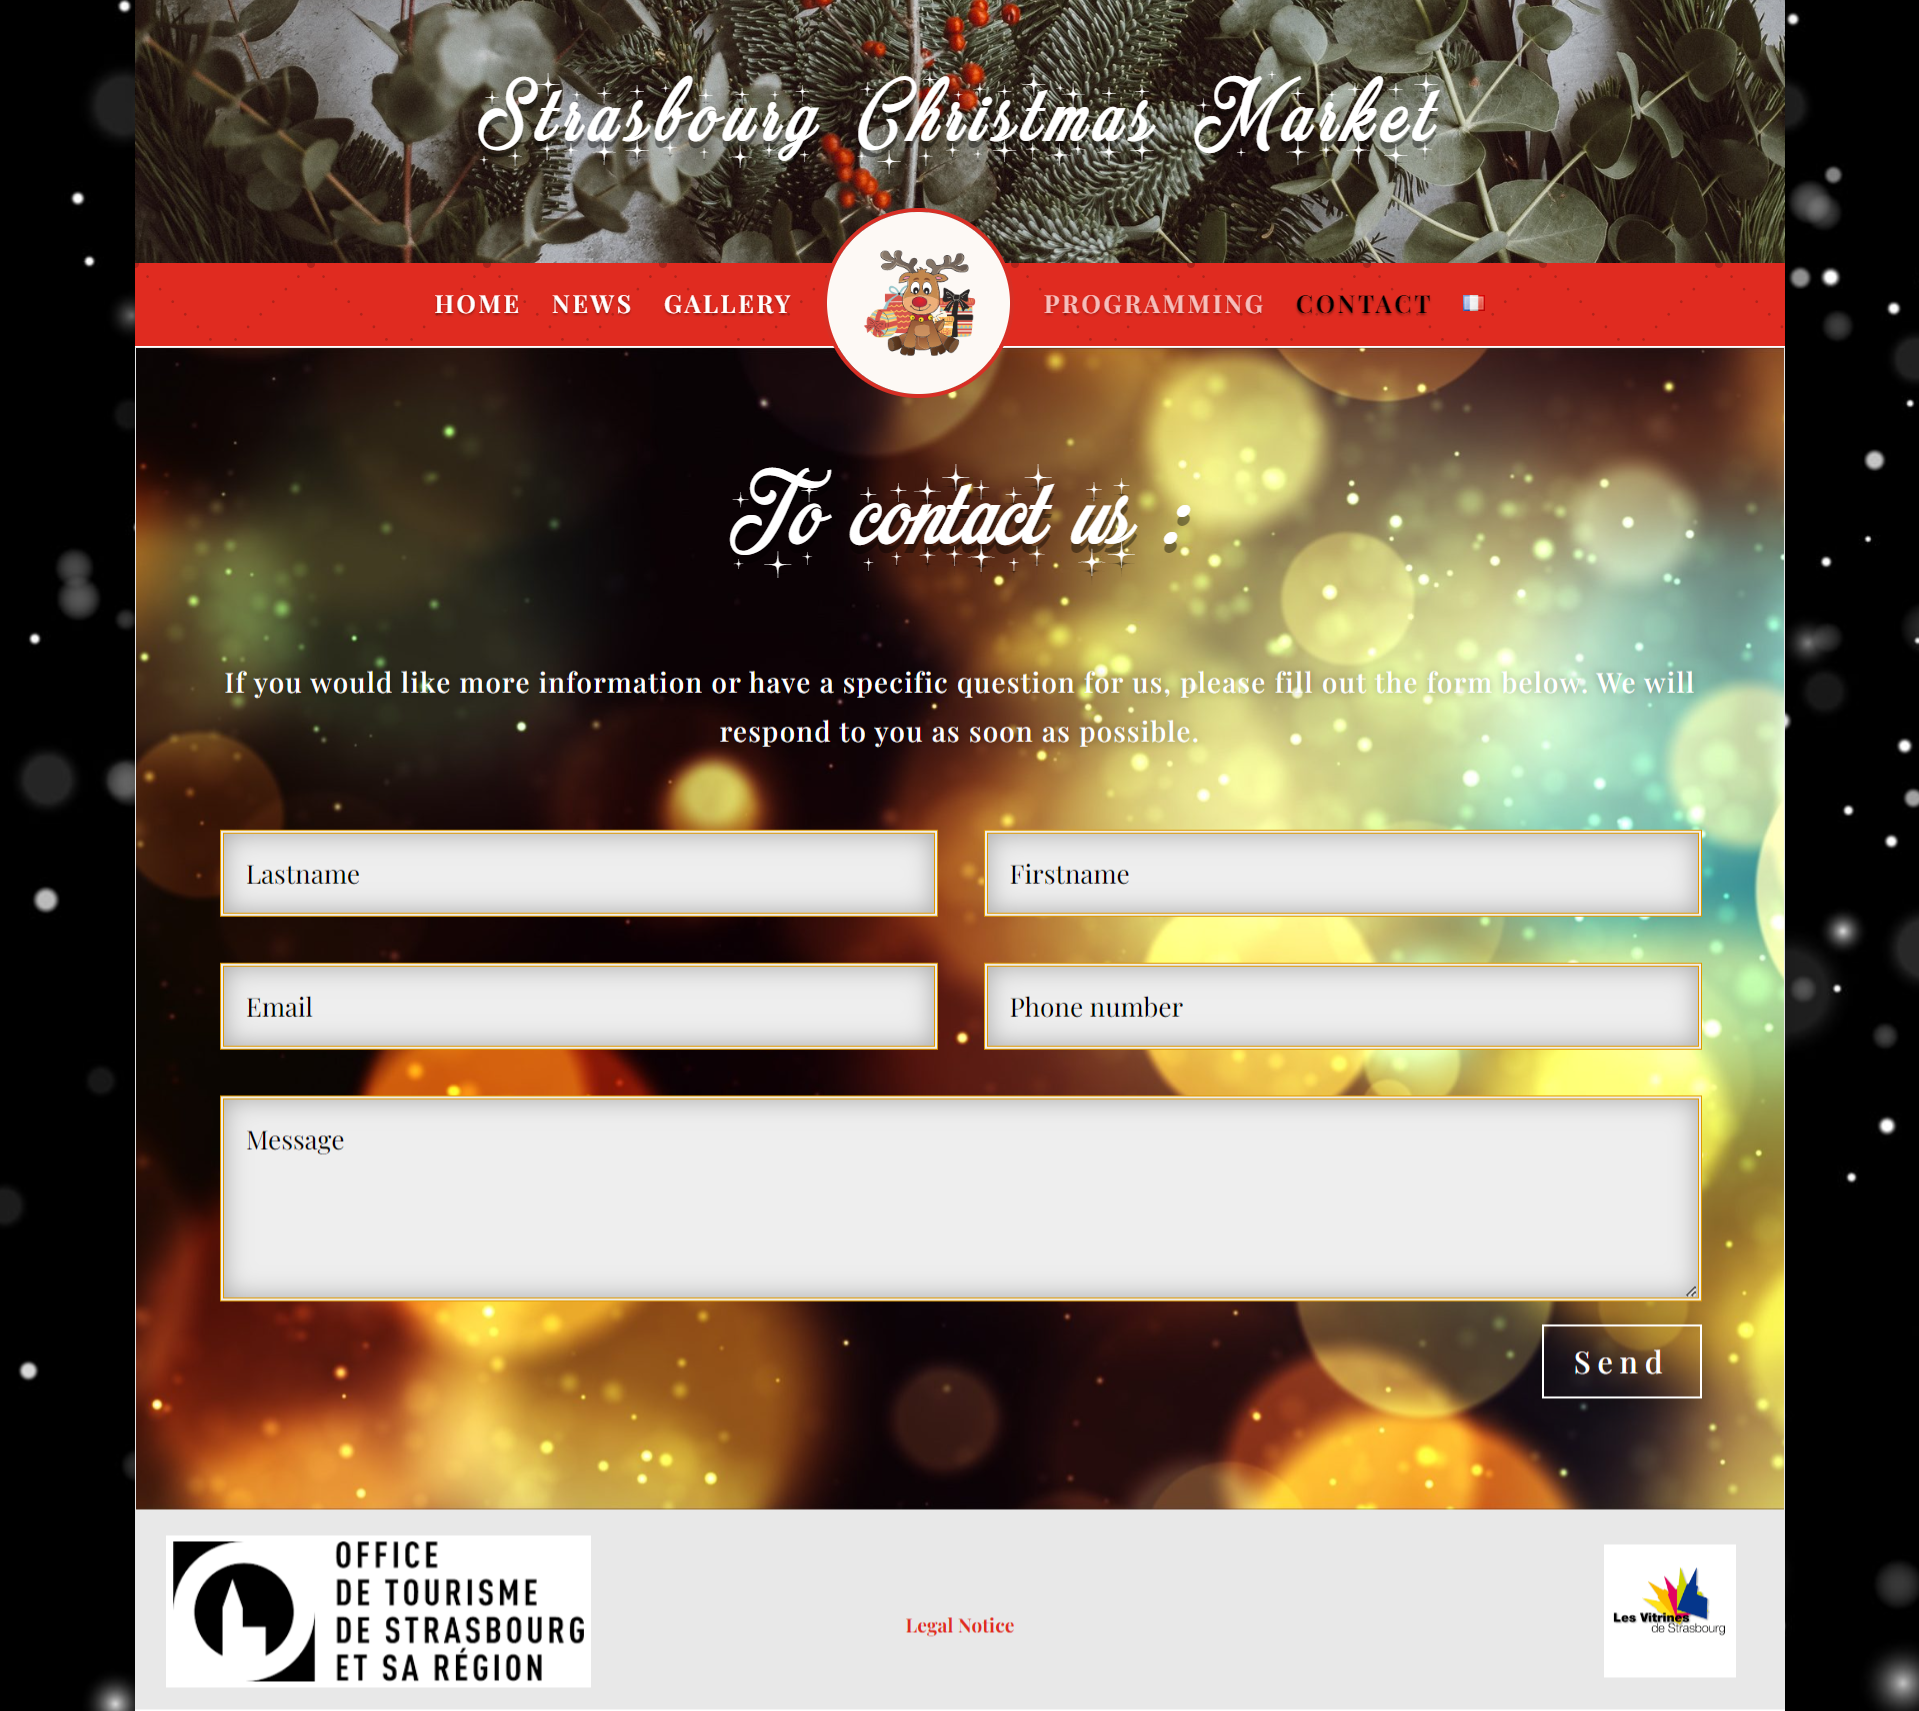 Strasbourg Christmas Market
HOME NEWS GALLERY PROGRAMMING CONTACT
To contact us :
If you would like more information or have a specific question for us, please fill out the form below. We will
respond to you as soon as possible.
Lastname Firstname
Email Phone number
Message
Send
OFFICE
DE TOURISME
DE STRASBOURG
ET SA RÉGION
Legal Notice
Les Vitrines
de Strasbourg